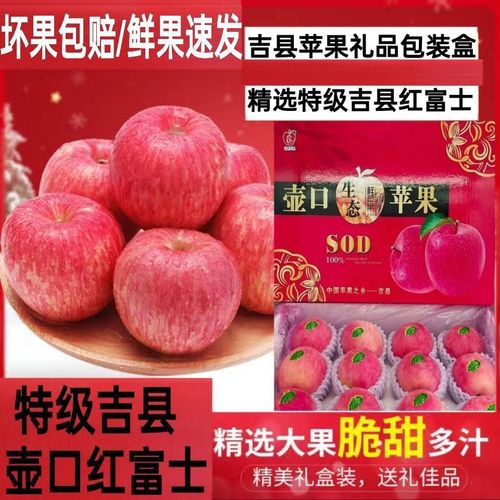 坏果包赔/鲜果速发
吉县苹果礼品包装盒
精选特级吉县红富士
壶口
生态
苹果
SOD
100%
中国苹果之乡——吉县
特级吉县
壶口红富士
精选大果脆甜多汁
精美礼盒装，送礼佳品